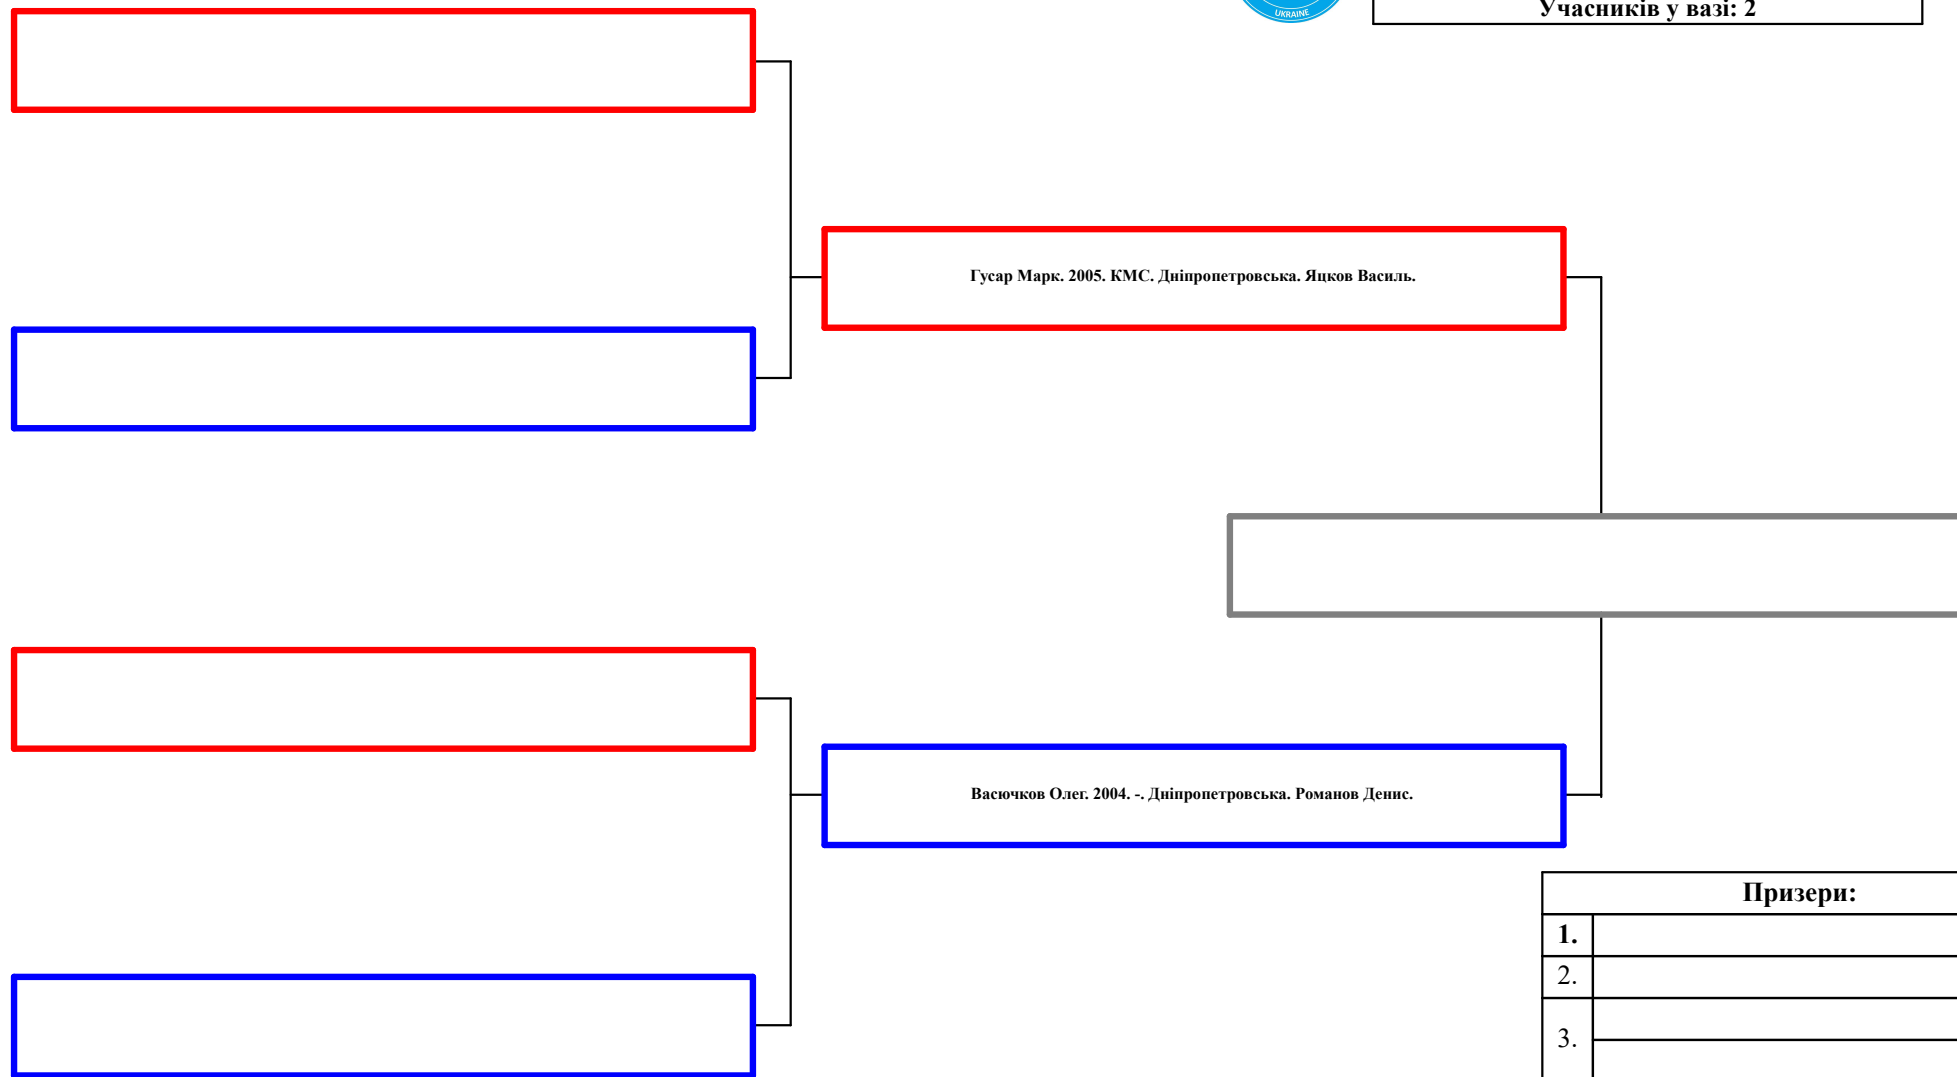 UKRAINE
Учасників у вазі: 2
Гусар Марк. 2005. КМС. Дніпропетровська. Яцков Василь.
Васючков Олег. 2004. -. Дніпропетровська. Романов Денис.
Призери:
1.
2.
3.